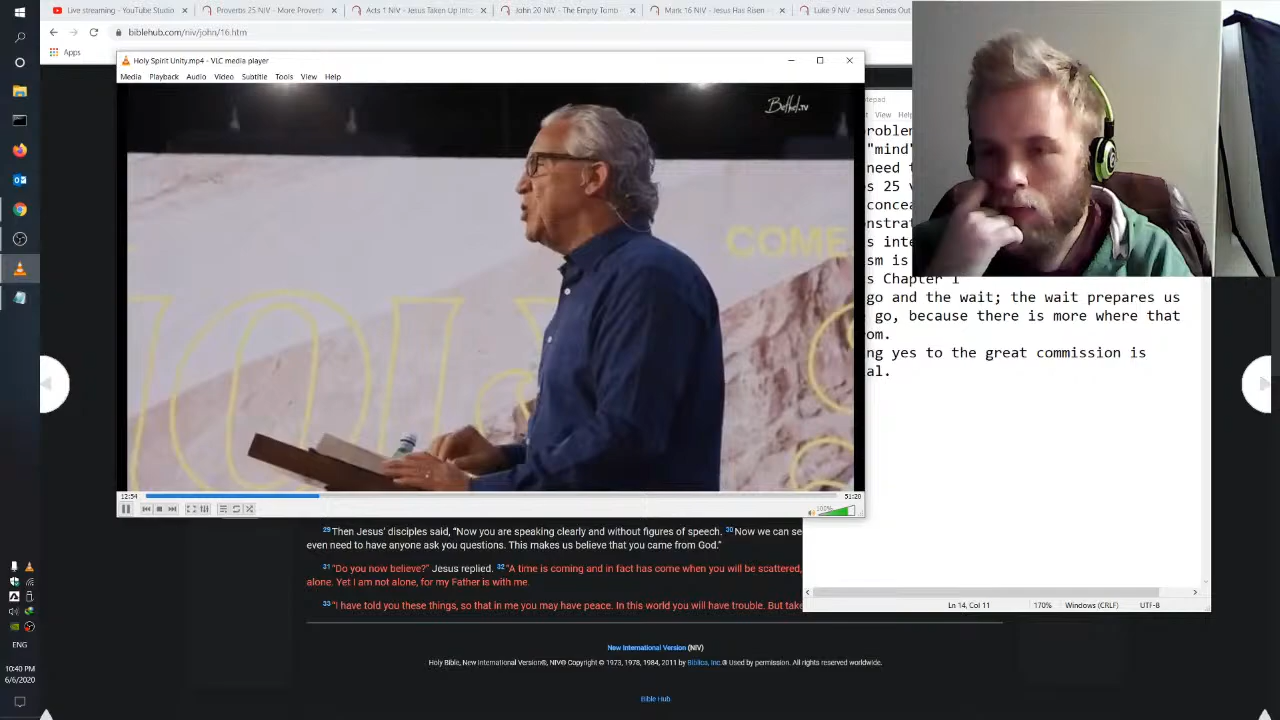 Live streaming - YouTube Studio
Proverbs 25 NIV - More Proverbs
Acts 1 NIV - Jesus Taken Up Into
John 20 NIV - The Empty Tomb
Mark 16 NIV - Jesus Has Risen
Luke 9 NIV - Jesus Sends Out
biblehub.com/niv/john/16.htm
Apps
Holy Spirit Unity.mp4 - VLC media player
Media Playback Audio Video Subtitle Tools View Help
Bethel.TV
COME
HOLY
12:54
51:20
100%
View Help
"mind"
need
25
Chapter 1
go and the wait; the wait prepares us
go, because there is more where that
yes to the great commission is
Ln 14, Col 11
170%
Windows (CRLF)
UTF-8
29 Then Jesus' disciples said, "Now you are speaking clearly and without figures of speech. 30 Now we can
even need to have anyone ask you questions. This makes us believe that you came from God."
31 "Do you now believe?" Jesus replied. 32 "A time is coming and in fact has come when you will be scattered,
alone. Yet I am not alone, for my Father is with me.
33 "I have told you these things, so that in me you may have peace. In this world you will have trouble. But
New International Version (NIV)
Holy Bible, New International Version®, NIV® Copyright © 1973, 1978, 1984, 2011 by Biblica, Inc.® Used by permission. All rights reserved worldwide.
Bible Hub
ENG
10:40 PM
6/6/2020